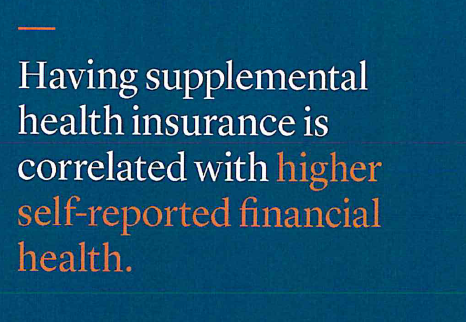 Having supplemental
health insurance is
correlated with higher
self-reported financial
health.